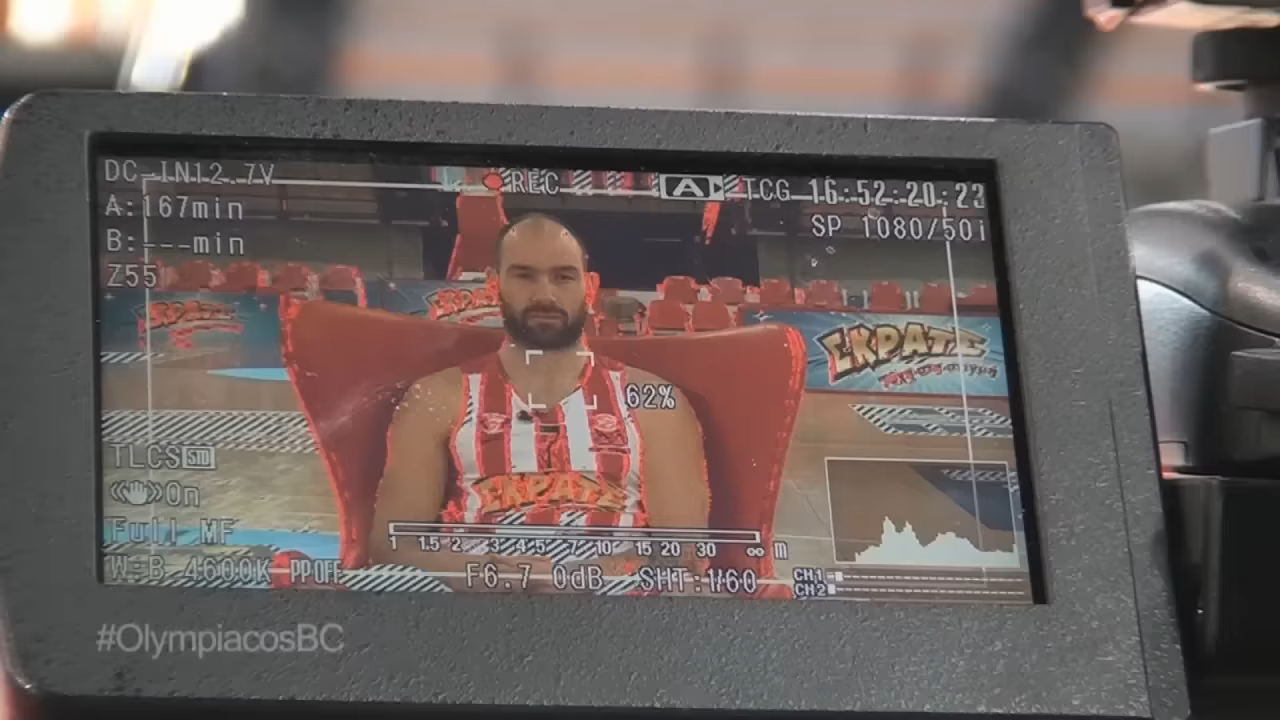 DC-IN12.7V
REC
A
TCG 16:52:20:23
A:167min
SP 1080/50i
B:---min
Z55
ΣΚΡΑΤΣ
62%
TLCS STD
On
Full MF
ΣΚΡΑΤΣ
1 1.5 2 3 4 5 7 10 15 20 30 ∞ m
W:B 4600K PPOFF
F6.7 0dB SHT:1/60
CH1
CH2
#OlympiacosBC